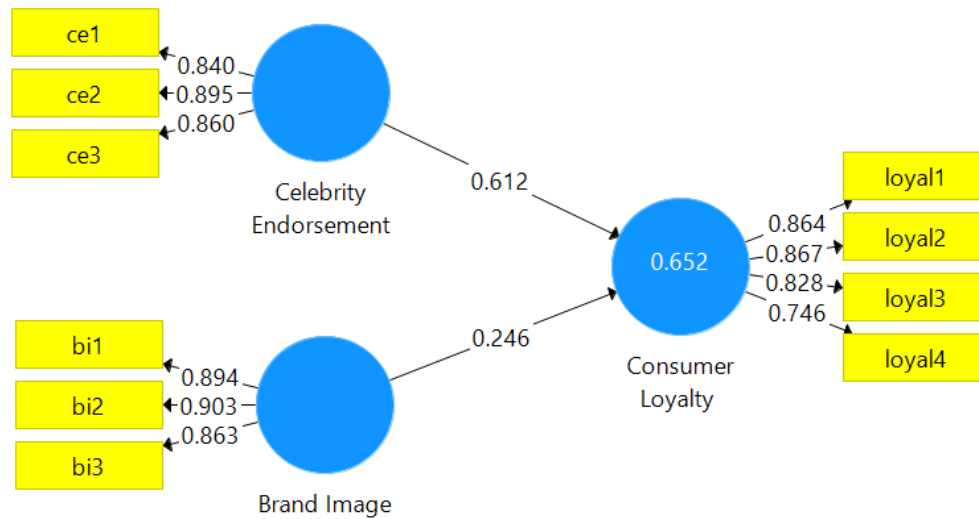 ce1
0.840
ce2
0.895
ce3
0.860
Celebrity
Endorsement
0.612
bi1
0.894
bi2
0.903
bi3
0.863
Brand Image
0.246
0.652
Consumer
Loyalty
loyal1
0.864
loyal2
0.867
loyal3
0.828
loyal4
0.746